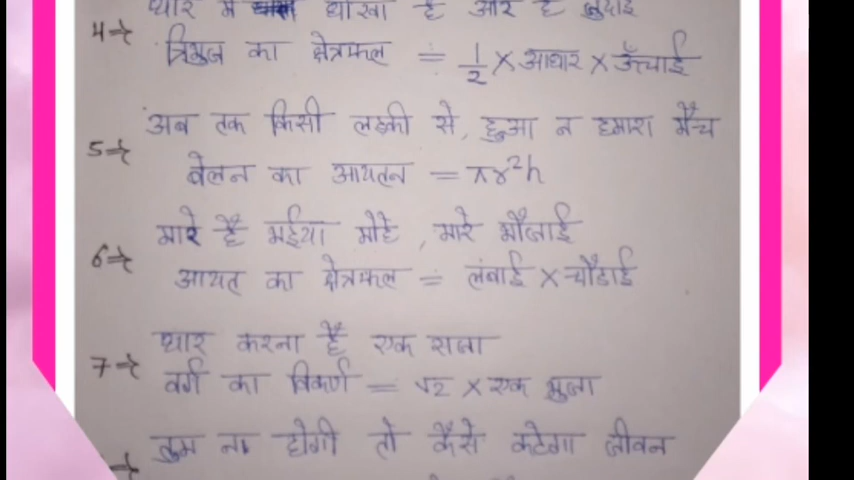 प्यार में धोखा है और है जुदाई
4→ त्रिभुज का क्षेत्रफल = 1/2 × आधार × ऊँचाई
अब तक किसी लड़की से, हुआ न हमारा मैच
5→ बेलन का आयतन = πr²h
मारे है भईया मोहे, मारे भौजाई
6→ आयत का क्षेत्रफल = लंबाई × चौडाई
प्यार करना है एक सजा
7→ वर्ग का विकर्ण = √2 × एक भुजा
तुम ना होगी तो कैसे कटेगा जीवन